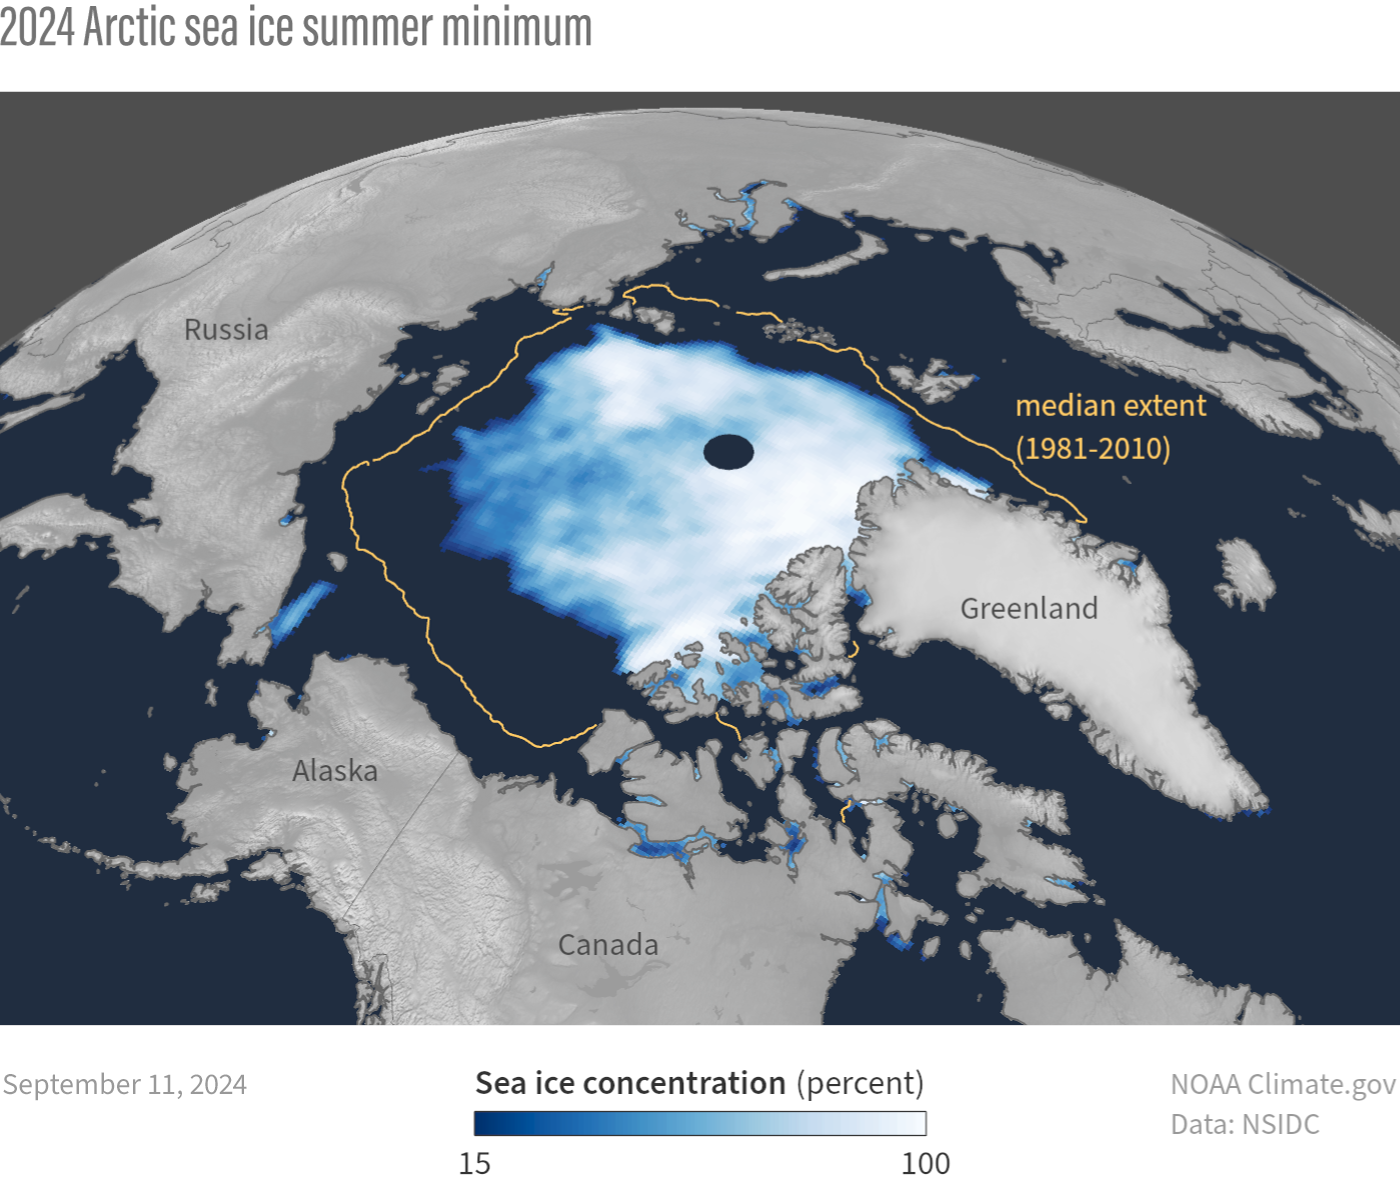 2024 Arctic sea ice summer minimum
Russia
median extent
(1981-2010)
Greenland
Alaska
Canada
September 11, 2024
Sea ice concentration (percent)
15
100
NOAA Climate.gov
Data: NSIDC